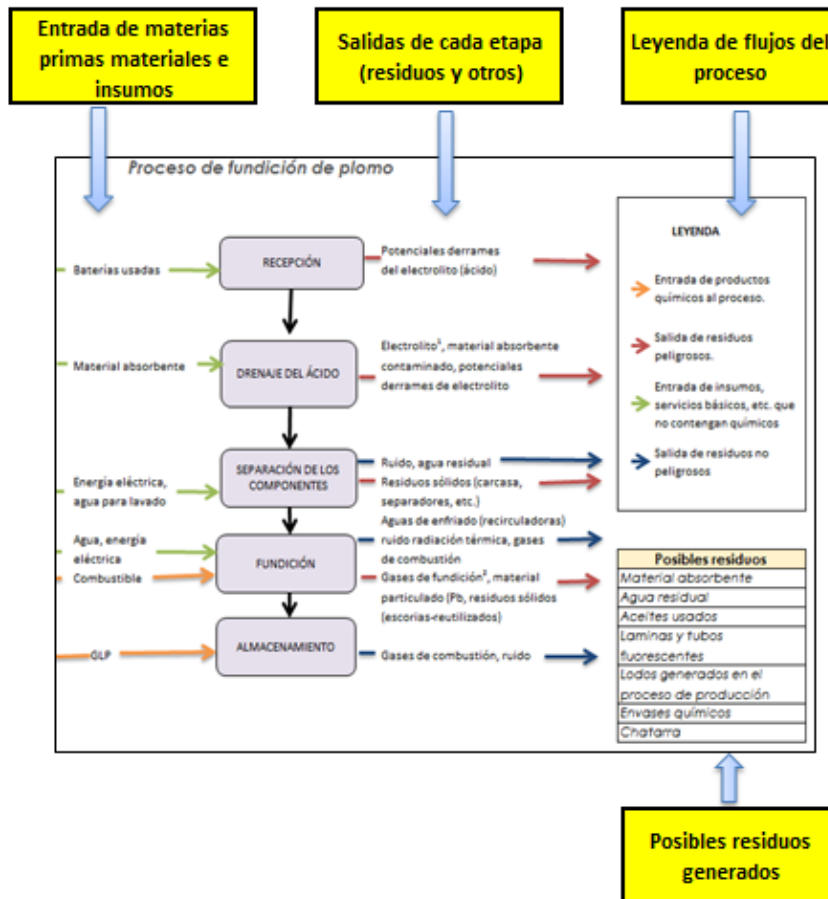 Entrada de materias
primas materiales e
insumos
Salidas de cada etapa
(residuos y otros)
Leyenda de flujos del
proceso
Proceso de fundición de plomo
Baterías usadas
RECEPCIÓN
Potenciales derrames
del electrolito (ácido)
Material absorbente
DRENAJE DEL ÁCIDO
Electrolito¹, material absorbente
contaminado, potenciales
derrames de electrolito
Energía eléctrica,
agua para lavado
SEPARACIÓN DE LOS
COMPONENTES
Ruido, agua residual
Residuos sólidos (carcasa,
separadores, etc.)
Agua, energía
eléctrica
Combustible
FUNDICIÓN
Aguas de enfriado (recirculadoras)
ruido radiación térmica, gases
de combustión
Gases de fundición², material
particulado (Pb, residuos sólidos
(escorias-reutilizados)
GLP
ALMACENAMIENTO
Gases de combustión, ruido
LEYENDA
Entrada de productos
químicos al proceso.
Salida de residuos
peligrosos.
Entrada de insumos,
servicios básicos, etc. que
no contengan químicos
Salida de residuos no
peligrosos
Posibles residuos
Material absorbente
Agua residual
Aceites usados
Laminas y tubos
fluorescentes
Lodos generados en el
proceso de producción
Envases químicos
Chatarra
Posibles residuos
generados